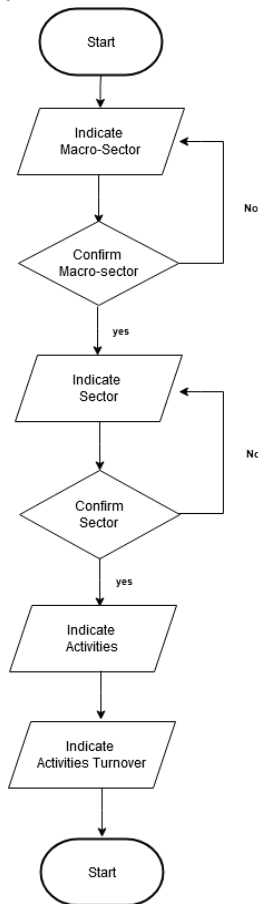 Start
Indicate
Macro-Sector
No
Confirm
Macro-sector
yes
Indicate
Sector
No
Confirm
Sector
yes
Indicate
Activities
Indicate
Activities Turnover
Start